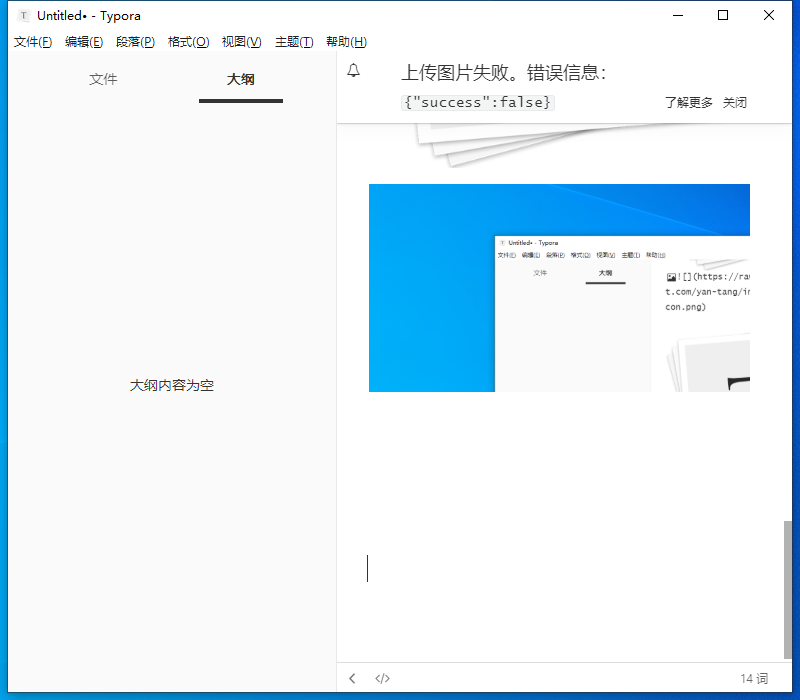 Untitled• - Typora
文件(F) 编辑(E) 段落(P) 格式(O) 视图(V) 主题(T) 帮助(H)
文件 大纲
大纲内容为空
上传图片失败。错误信息：
{"success":false}
了解更多 关闭
Untitled• - Typora
文件(F) 编辑(E) 段落(P) 格式(O) 视图(V) 主题(T) 帮助(H)
文件 大纲
![](https://ra
t.com/yan-tang/i
con.png)
14 词